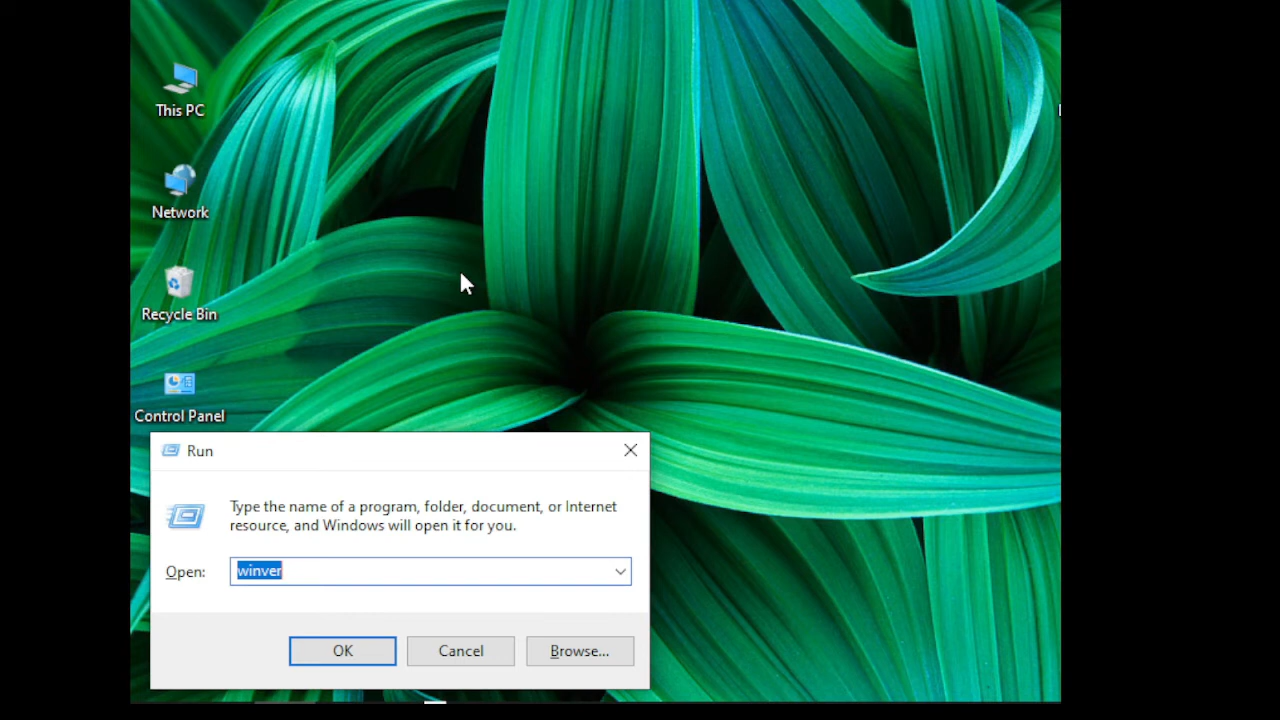 This PC
Network
Recycle Bin
Control Panel
Run
Type the name of a program, folder, document, or Internet
resource, and Windows will open it for you.
Open:
winver
OK
Cancel
Browse...